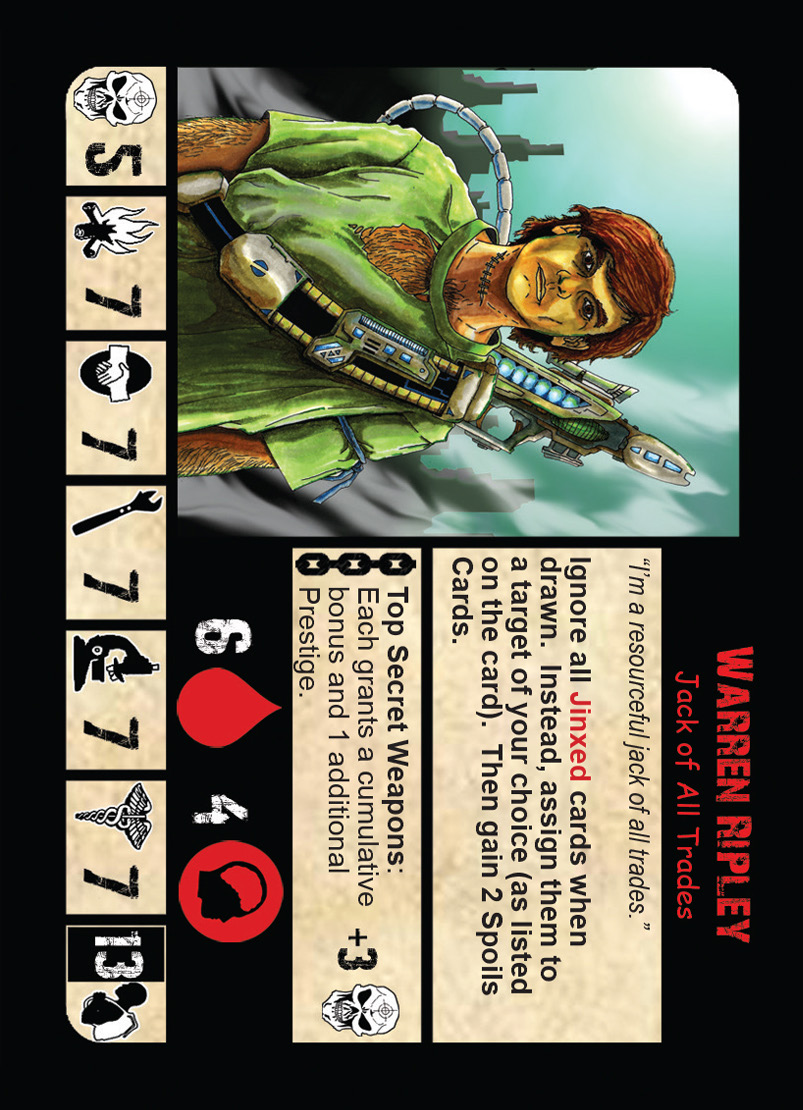 WARREN RIPLEY
Jack of All Trades
“I’m a resourceful jack of all trades.”
Ignore all Jinxed cards when
drawn. Instead, assign them to
a target of your choice (as listed
on the card). Then gain 2 Spoils
Cards.
Top Secret Weapons:
Each grants a cumulative
bonus and 1 additional
Prestige.
+3
6
4
5
7
7
7
7
7
13